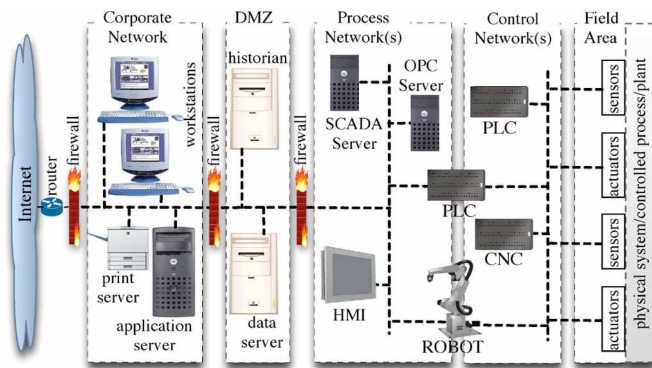 Corporate
Network
DMZ
Process
Network(s)
Control
Network(s)
Field
Area
Internet
router
firewall
workstations
print
server
application
server
firewall
historian
data server
firewall
SCADA
Server
OPC
Server
HMI
PLC
PLC
CNC
ROBOT
sensors
actuators
sensors
actuators
physical system/controlled process/plant